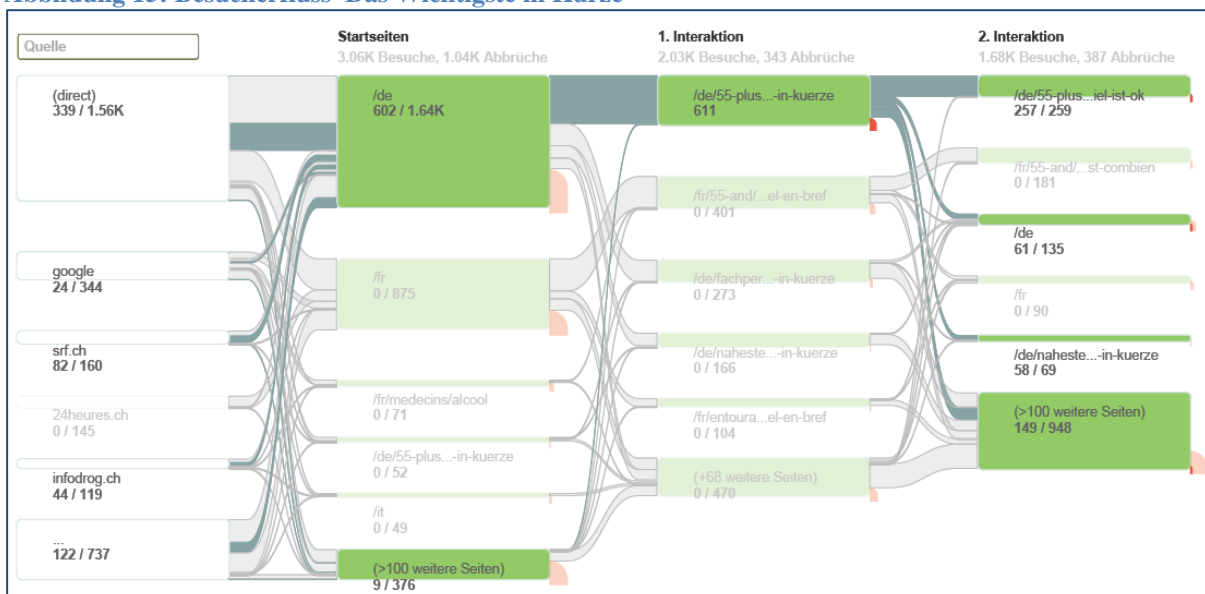 Abbildung 15: Besucherfluss "Das Wichtigste in Kürze"
Quelle
(direct)
339 / 1.56K
google
24 / 344
srf.ch
82 / 160
24heures.ch
0 / 145
infodrog.ch
44 / 119
...
122 / 737
Startseiten
3.06K Besuche, 1.04K Abbrüche
/de
602 / 1.64K
/fr
0 / 875
/fr/medecins/alcool
0 / 71
/de/55-plus...-in-kuerze
0 / 52
/it
0 / 49
(>100 weitere Seiten)
9 / 376
1. Interaktion
2.03K Besuche, 343 Abbrüche
/de/55-plus...-in-kuerze
611
/fr/55-and/...el-en-bref
0 / 401
/de/fachper...-in-kuerze
0 / 273
/de/naheste...-in-kuerze
0 / 166
/fr/entoura...el-en-bref
0 / 104
(+68 weitere Seiten)
0 / 470
2. Interaktion
1.68K Besuche, 387 Abbrüche
/de/55-plus...iel-ist-ok
257 / 259
/fr/55-and/...st-combien
0 / 181
/de
61 / 135
/fr
0 / 90
/de/naheste...-in-kuerze
58 / 69
(>100 weitere Seiten)
149 / 948